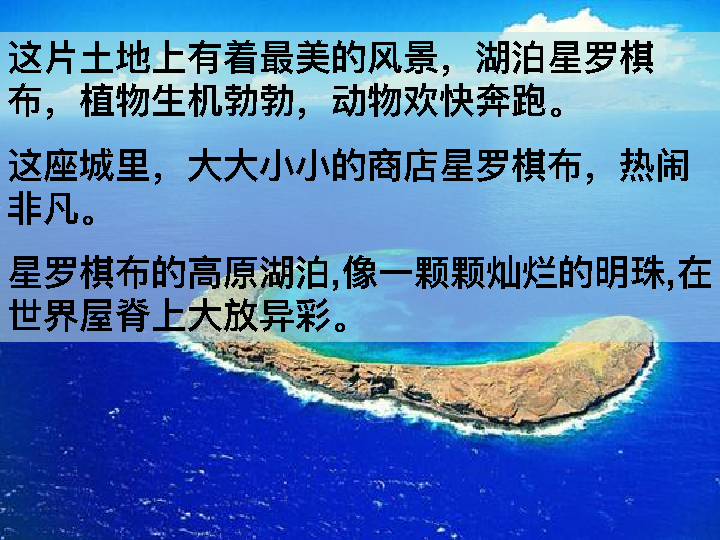 这片土地上有着最美的风景，湖泊星罗棋
布，植物生机勃勃，动物欢快奔跑。
这座城里，大大小小的商店星罗棋布，热闹
非凡。
星罗棋布的高原湖泊,像一颗颗灿烂的明珠,在
世界屋脊上大放异彩。